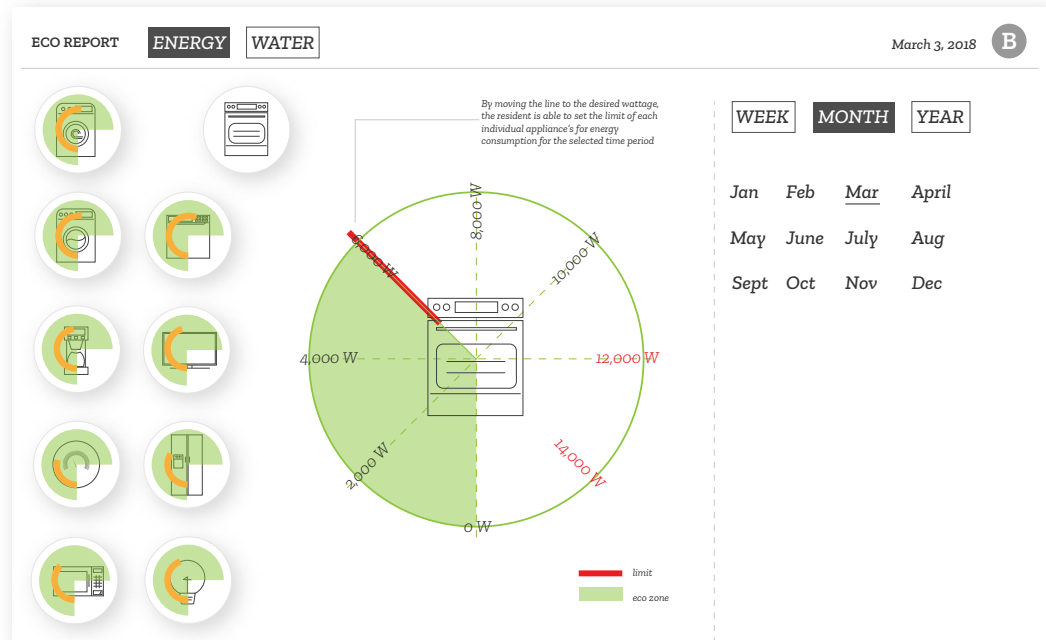 ECO REPORT
ENERGY
WATER
March 3, 2018
B
By moving the line to the desired wattage,
the resident is able to set the limit of each
individual appliance's for energy
consumption for the selected time period
WEEK
MONTH
YEAR
Jan Feb Mar April
May June July Aug
Sept Oct Nov Dec
8,000 W
6,000 W
10,000 W
4,000 W
12,000 W
2,000 W
14,000 W
0 W
limit
eco zone